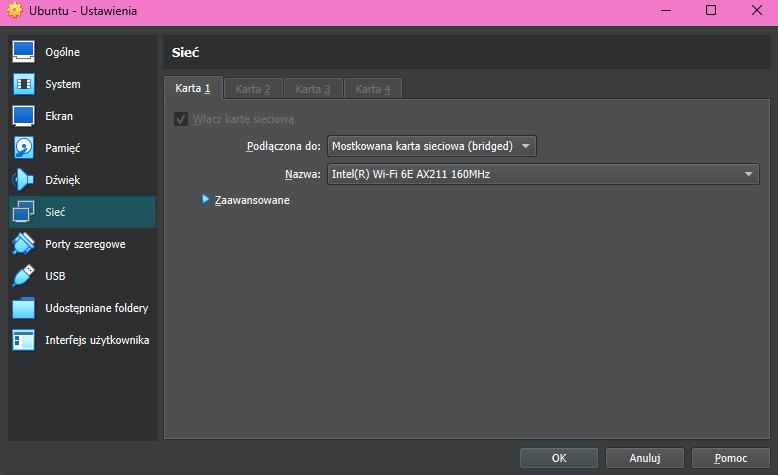 Ubuntu - Ustawienia
Ogólne
System
Ekran
Pamięć
Dźwięk
Sieć
Porty szeregowe
USB
Udostępniane foldery
Interfejs użytkownika
Sieć
Karta 1
Karta 2
Karta 3
Karta 4
Włącz kartę sieciową
Podłączona do: Mostkowana karta sieciowa (bridged)
Nazwa: Intel(R) Wi-Fi 6E AX211 160MHz
Zaawansowane
OK
Anuluj
Pomoc